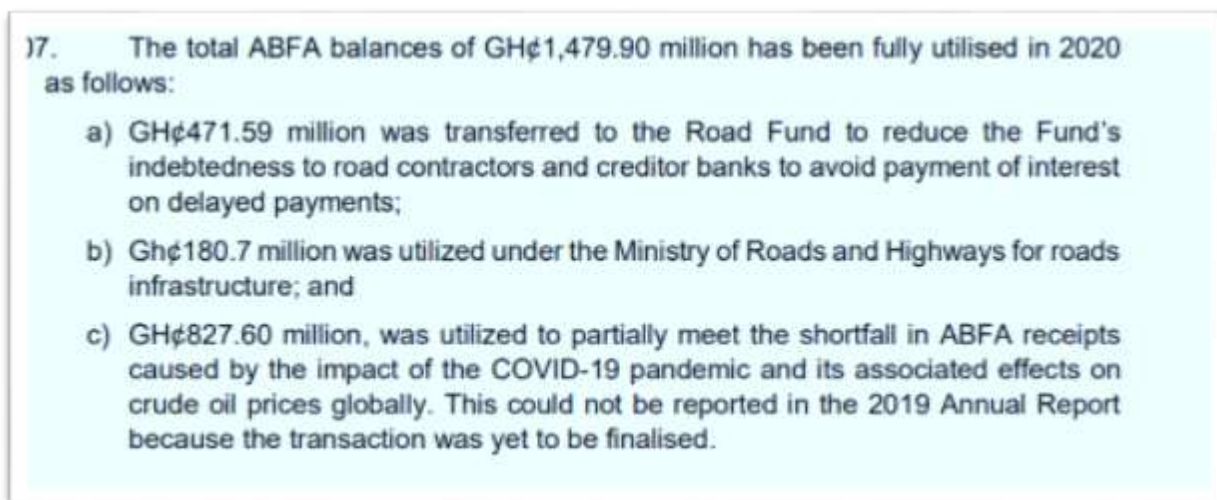 )7. The total ABFA balances of GH¢1,479.90 million has been fully utilised in 2020
as follows:
a) GH¢471.59 million was transferred to the Road Fund to reduce the Fund's
indebtedness to road contractors and creditor banks to avoid payment of interest
on delayed payments;
b) Gh¢180.7 million was utilized under the Ministry of Roads and Highways for roads
infrastructure; and
c) GH¢827.60 million, was utilized to partially meet the shortfall in ABFA receipts
caused by the impact of the COVID-19 pandemic and its associated effects on
crude oil prices globally. This could not be reported in the 2019 Annual Report
because the transaction was yet to be finalised.